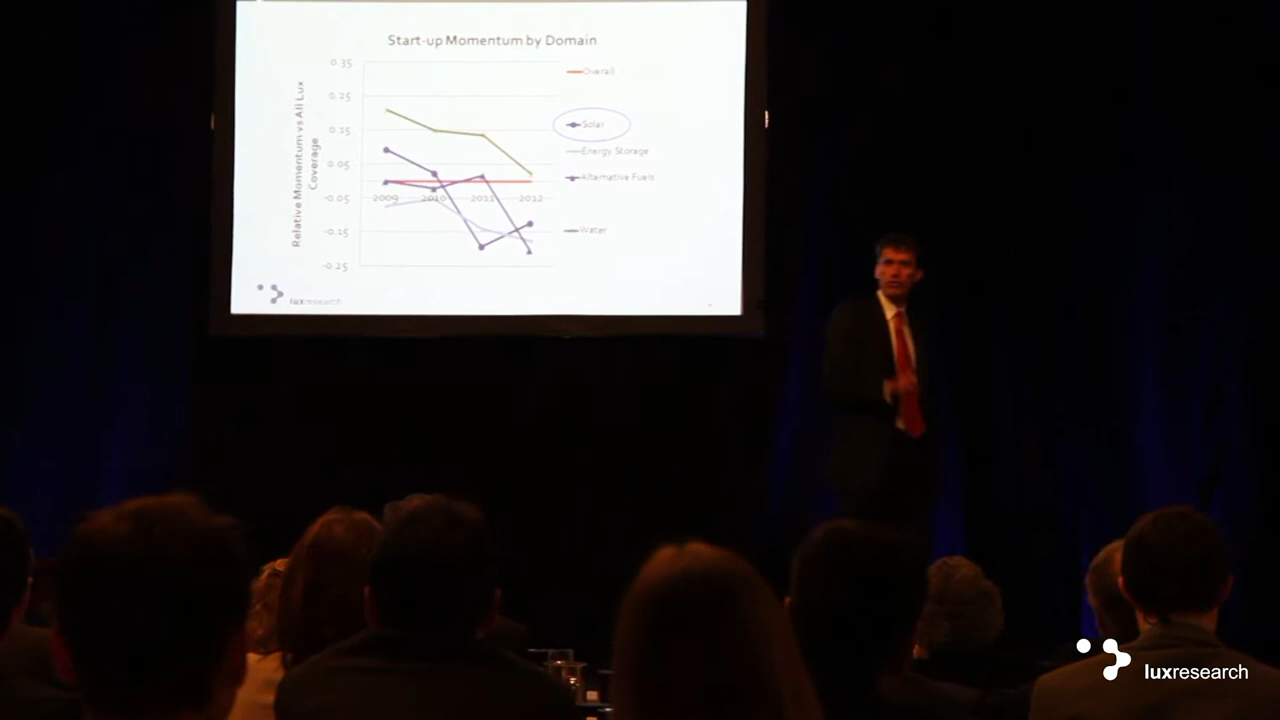 Start-up Momentum by Domain
Relative Momentum vs All Lux
Coverage
0.35
0.25
0.15
0.05
-0.05
-0.15
-0.25
2009 2010 2011 2012
Overall
Solar
Energy Storage
Alternative Fuels
Water
luxresearch
luxresearch